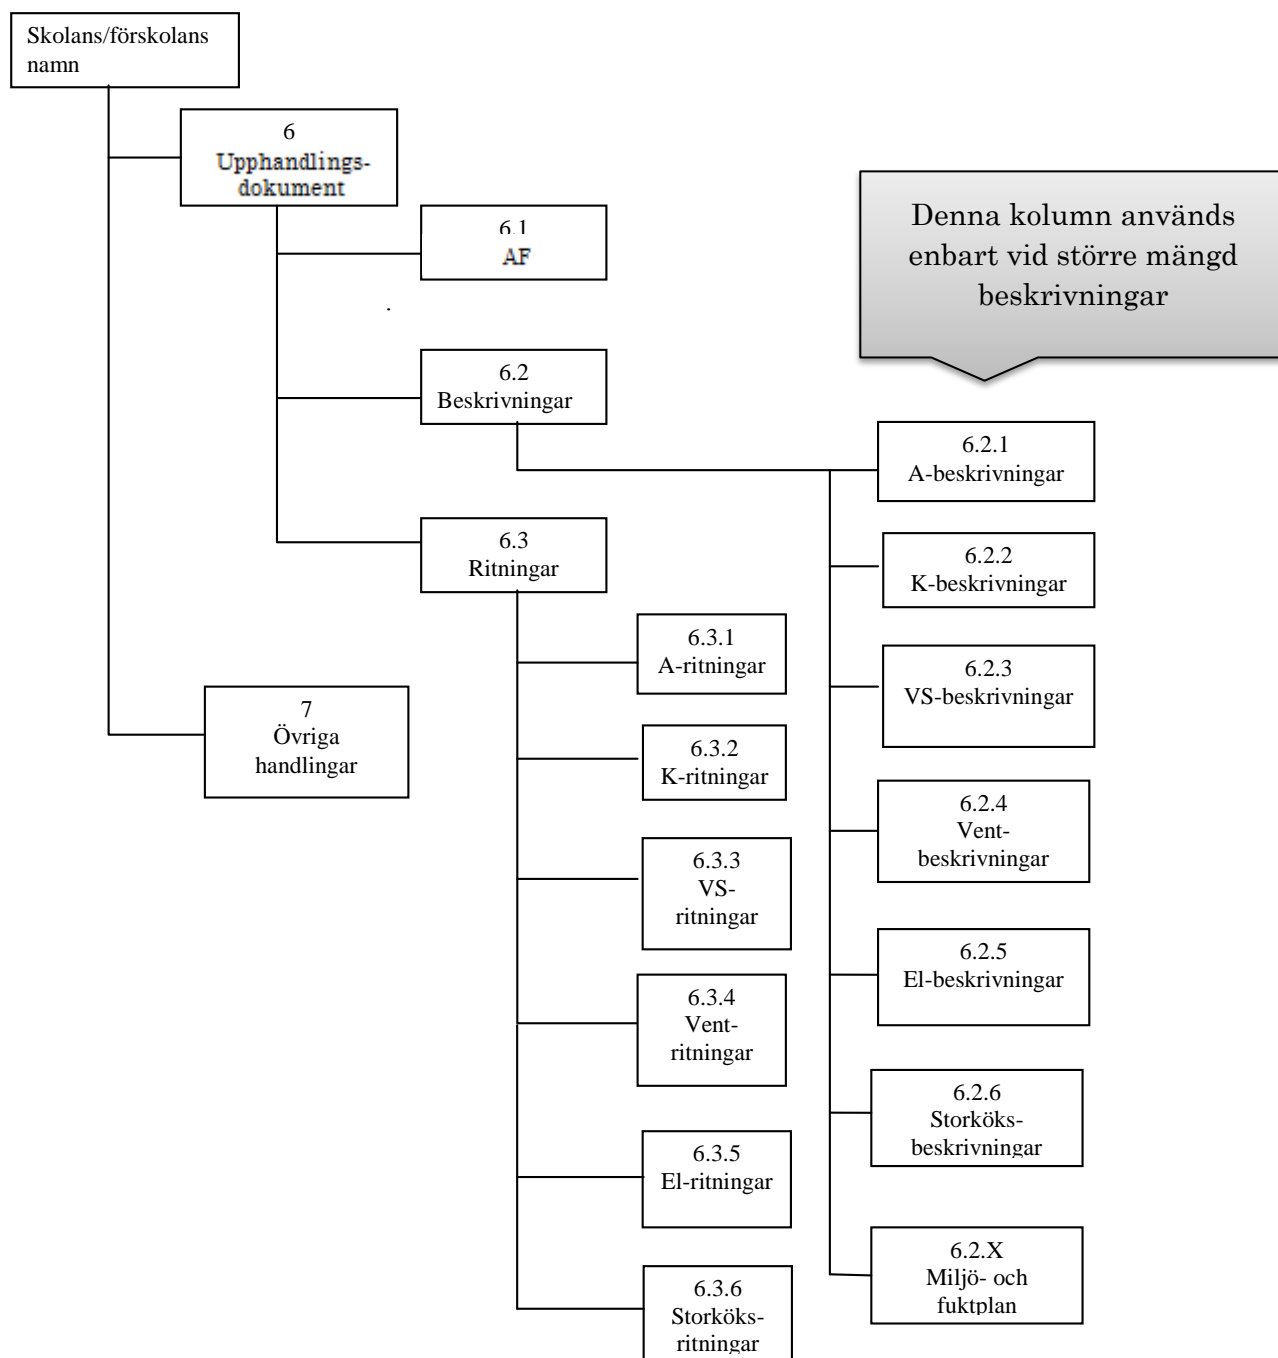 Skolans/förskolans
namn
6
Upphandlings-
dokument
6.1
AF
.
Denna kolumn används
enbart vid större mängd
beskrivningar
6.2
Beskrivningar
6.2.1
A-beskrivningar
6.3
Ritningar
6.2.2
K-beskrivningar
6.3.1
A-ritningar
6.2.3
VS-beskrivningar
7
Övriga
handlingar
6.3.2
K-ritningar
6.2.4
Vent-
beskrivningar
6.3.3
VS-
ritningar
6.2.5
El-beskrivningar
6.3.4
Vent-
ritningar
6.2.6
Storköks-
beskrivningar
6.3.5
El-ritningar
6.2.X
Miljö- och
fuktplan
6.3.6
Storköks-
ritningar